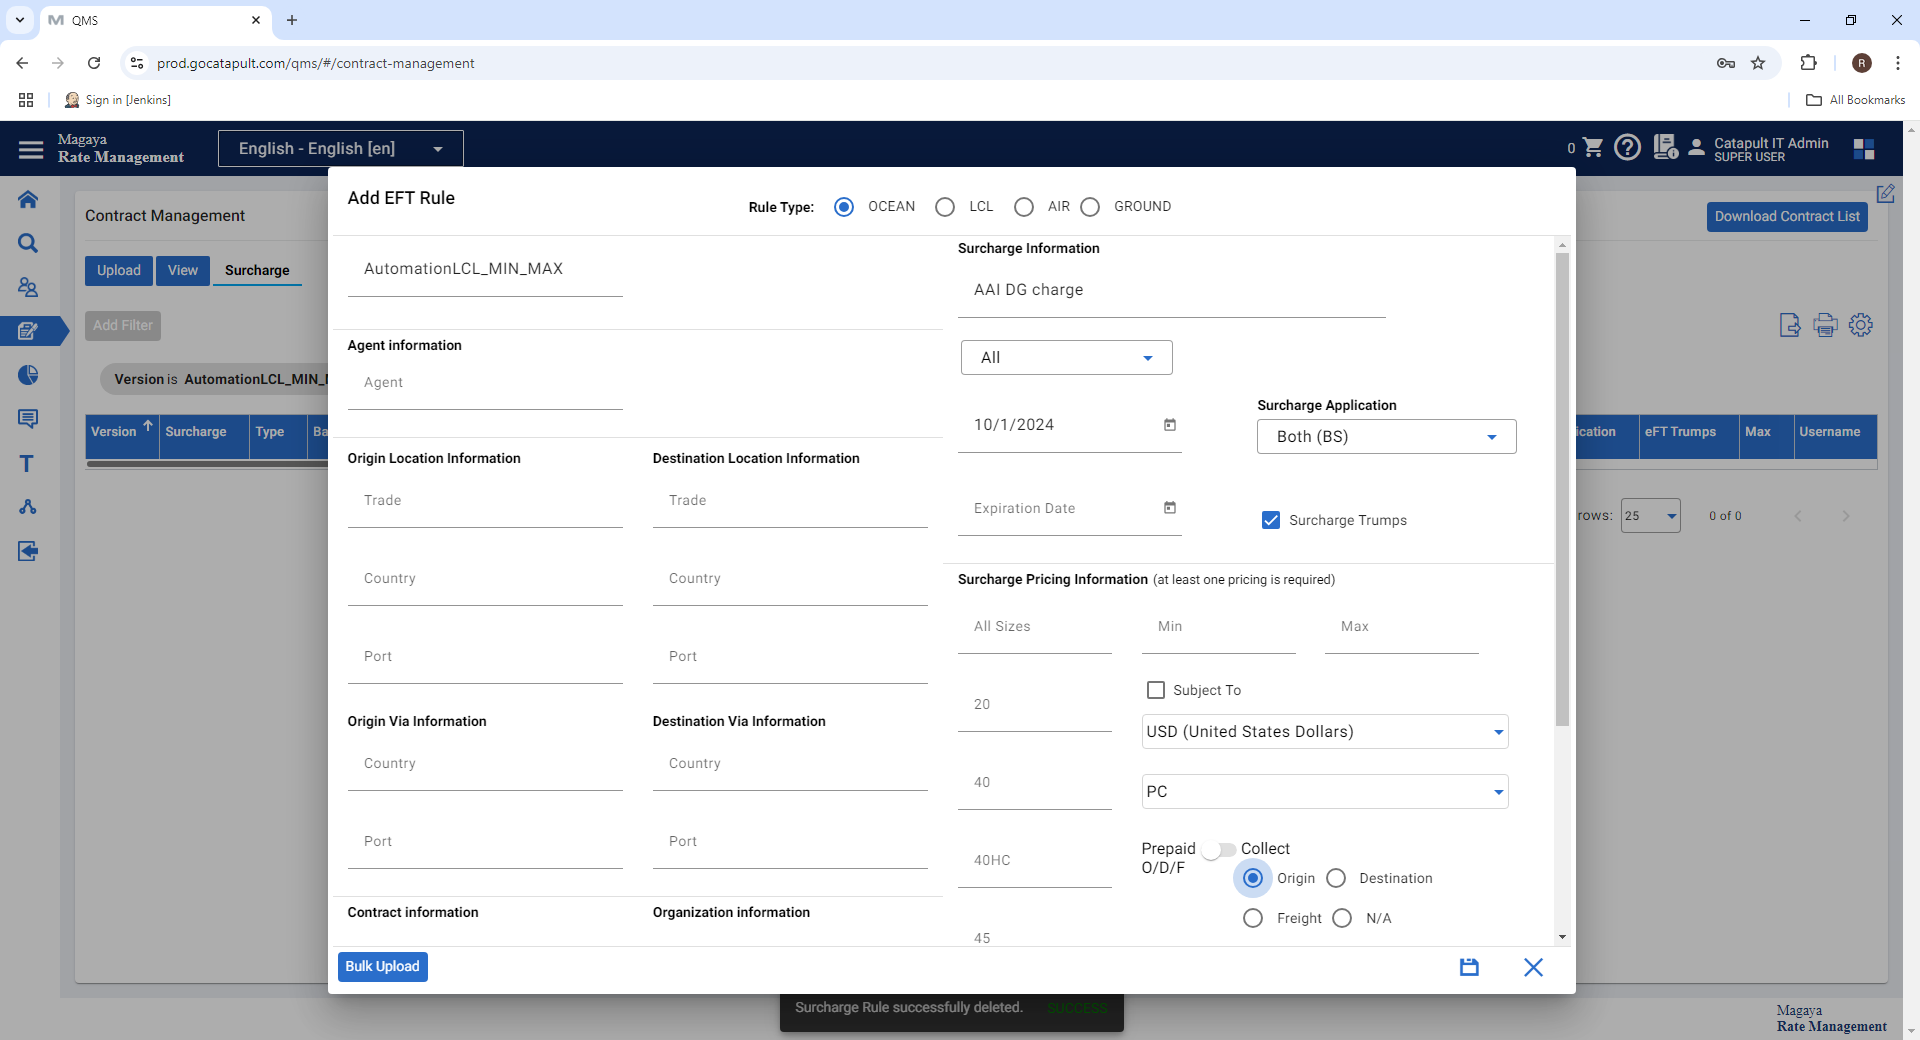 QMS
prod.gocatapult.com/qms/#/contract-management
R
Sign in [Jenkins]
All Bookmarks
Magaya
Rate Management
English - English [en]
0
Catapult IT Admin
SUPER USER
Contract Management
Download Contract List
Upload
View
Surcharge
Add Filter
Version is AutomationLCL_MIN_
Version
Surcharge
Type
Ba
ication
eFT Trumps
Max
Username
rows:
25
0 of 0
Add EFT Rule
Rule Type:
OCEAN
LCL
AIR
GROUND
AutomationLCL_MIN_MAX
Agent information
Agent
Origin Location Information
Destination Location Information
Trade
Trade
Country
Country
Port
Port
Origin Via Information
Destination Via Information
Country
Country
Port
Port
Contract information
Organization information
Surcharge Information
AAI DG charge
All
10/1/2024
Surcharge Application
Both (BS)
Expiration Date
Surcharge Trumps
Surcharge Pricing Information (at least one pricing is required)
All Sizes
Min
Max
20
Subject To
USD (United States Dollars)
40
PC
40HC
Prepaid
Collect
O/D/F
Origin
Destination
Freight
N/A
45
Bulk Upload
Surcharge Rule successfully deleted.
SUCCESS
Magaya
Rate Management